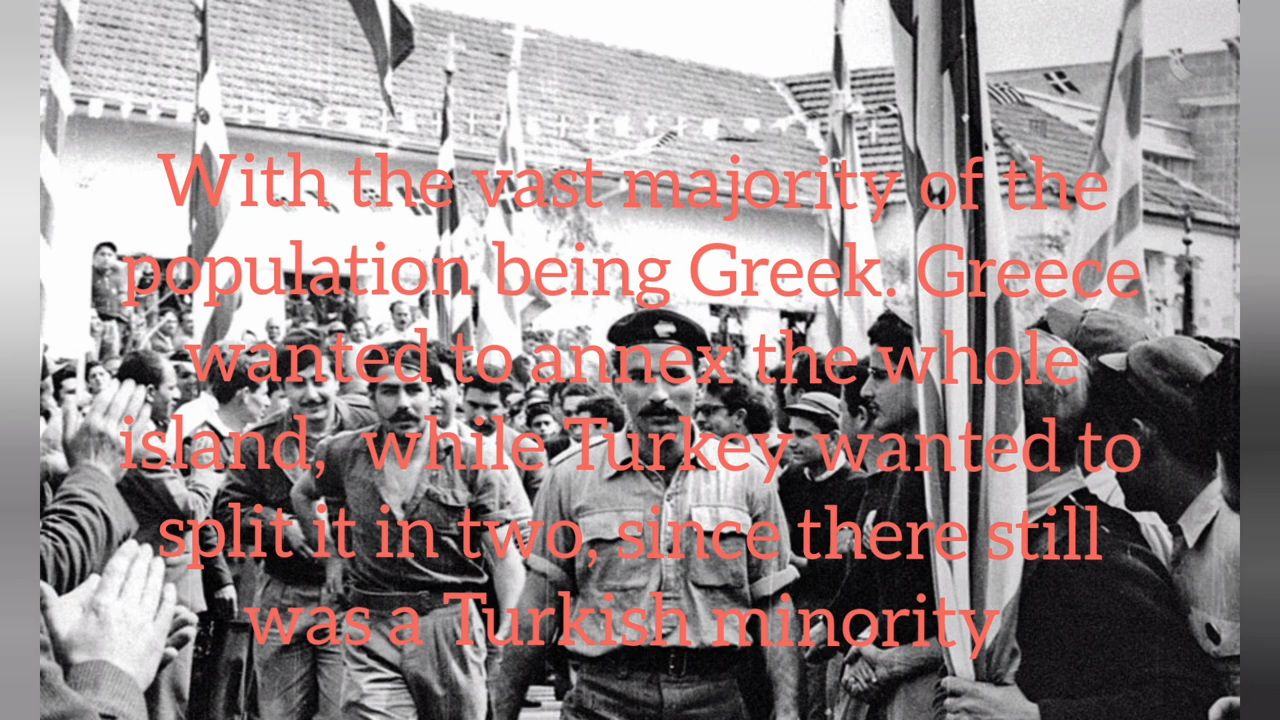 With the vast majority of the
population being Greek. Greece
wanted to annex the whole
island,  while Turkey wanted to
split it in two, since there still
was a Turkish minority